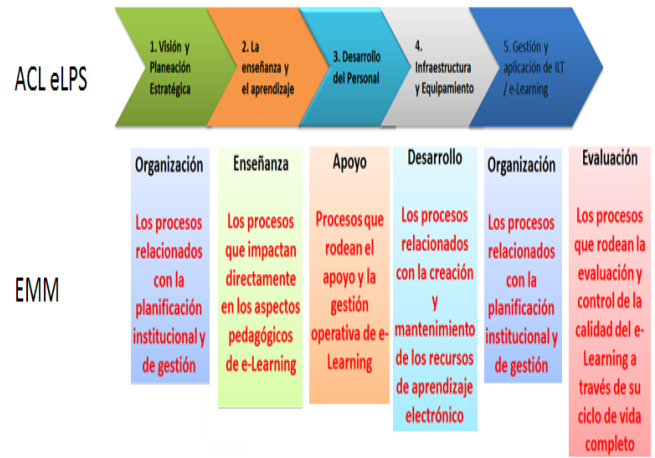 ACL eLPS
1. Visión y
Planeación
Estratégica
2. La
enseñanza y
el aprendizaje
3. Desarrollo
del Personal
4.
Infraestructura
y Equipamiento
5. Gestión y
aplicación de ILT
/ e-Learning
EMM
Organización
Los procesos
relacionados
con la
planificación
institucional y
de gestión
Enseñanza
Los procesos
que impactan
directamente
en los aspectos
pedagógicos
de e-Learning
Apoyo
Procesos que
rodean el
apoyo y la
gestión
operativa de e-
Learning
Desarrollo
Los procesos
relacionados
con la creación
y
mantenimiento
de los recursos
de aprendizaje
electrónico
Organización
Los procesos
relacionados
con la
planificación
institucional y
de gestión
Evaluación
Los procesos
que rodean la
evaluación y
control de la
calidad del e-
Learning a
través de su
ciclo de vida
completo